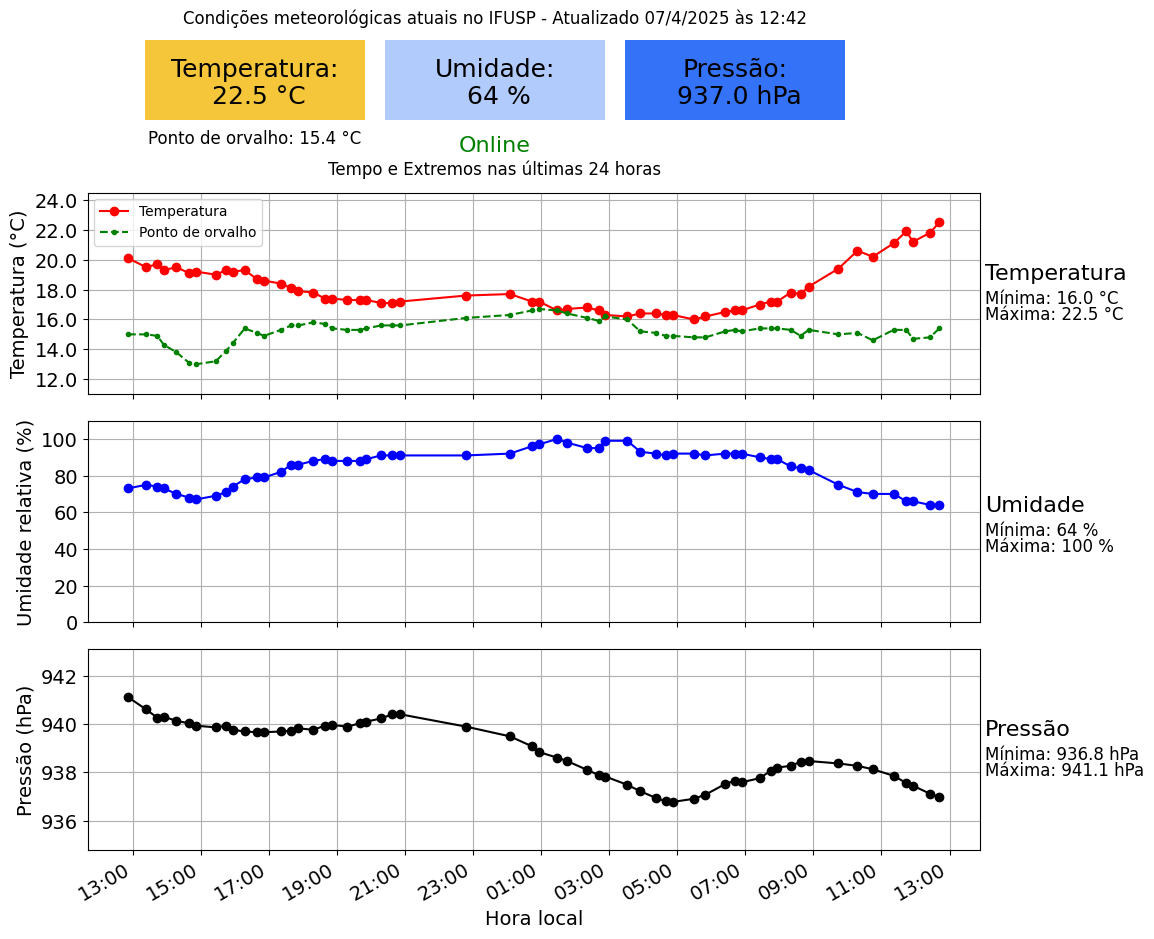 Condições meteorológicas atuais no IFUSP - Atualizado 07/4/2025 às 12:42
Temperatura:
22.5 °C
Umidade:
64 %
Pressão:
937.0 hPa
Ponto de orvalho: 15.4 °C
Online
Tempo e Extremos nas últimas 24 horas
Temperatura (°C)
24.0
22.0
20.0
18.0
16.0
14.0
12.0
Temperatura
Ponto de orvalho
Temperatura
Mínima: 16.0 °C
Máxima: 22.5 °C
Umidade relativa (%)
100
80
60
40
20
0
Umidade
Mínima: 64 %
Máxima: 100 %
Pressão (hPa)
942
940
938
936
Pressão
Mínima: 936.8 hPa
Máxima: 941.1 hPa
13:00
15:00
17:00
19:00
21:00
23:00
01:00
03:00
05:00
07:00
09:00
11:00
13:00
Hora local